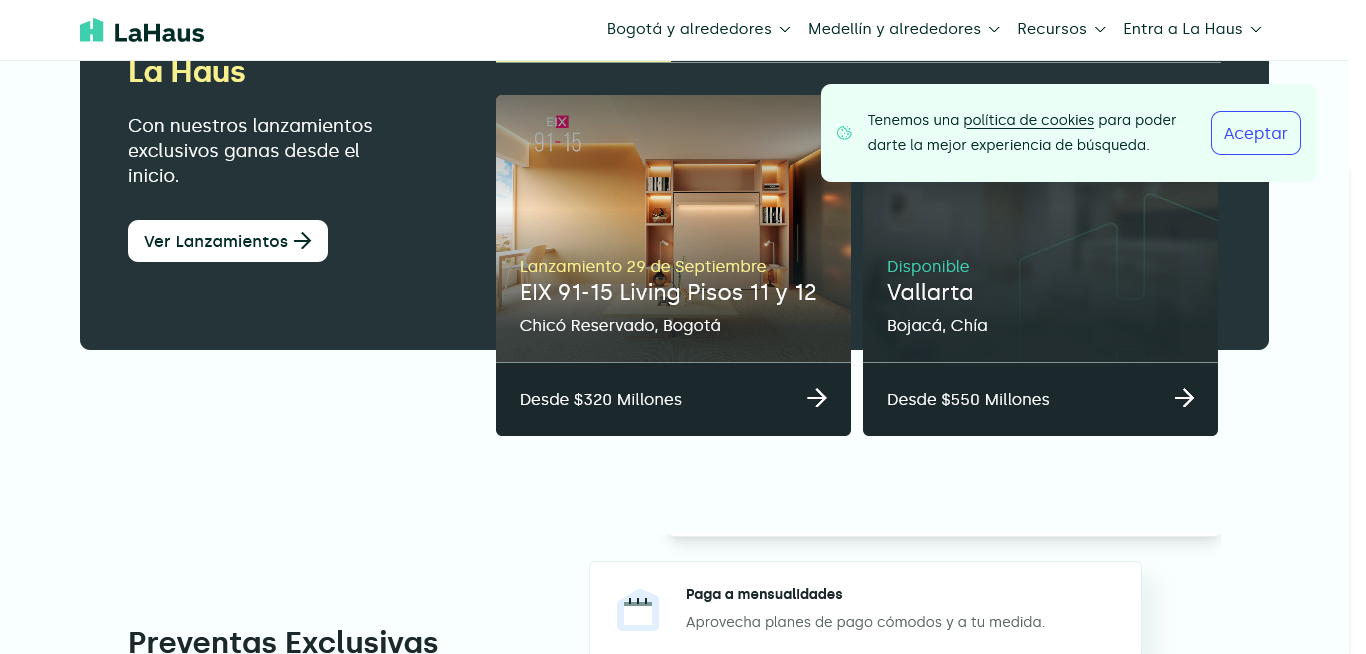 LaHaus
Bogotá y alrededores
Medellín y alrededores
Recursos
Entra a La Haus
La Haus
Con nuestros lanzamientos
exclusivos ganas desde el
inicio.
Ver Lanzamientos
EIX
91-15
Lanzamiento 29 de Septiembre
EIX 91-15 Living Pisos 11 y 12
Chicó Reservado, Bogotá
Desde $320 Millones
Tenemos una política de cookies para poder
darte la mejor experiencia de búsqueda.
Aceptar
Disponible
Vallarta
Bojacá, Chía
Desde $550 Millones
Preventas Exclusivas
Paga a mensualidades
Aprovecha planes de pago cómodos y a tu medida.